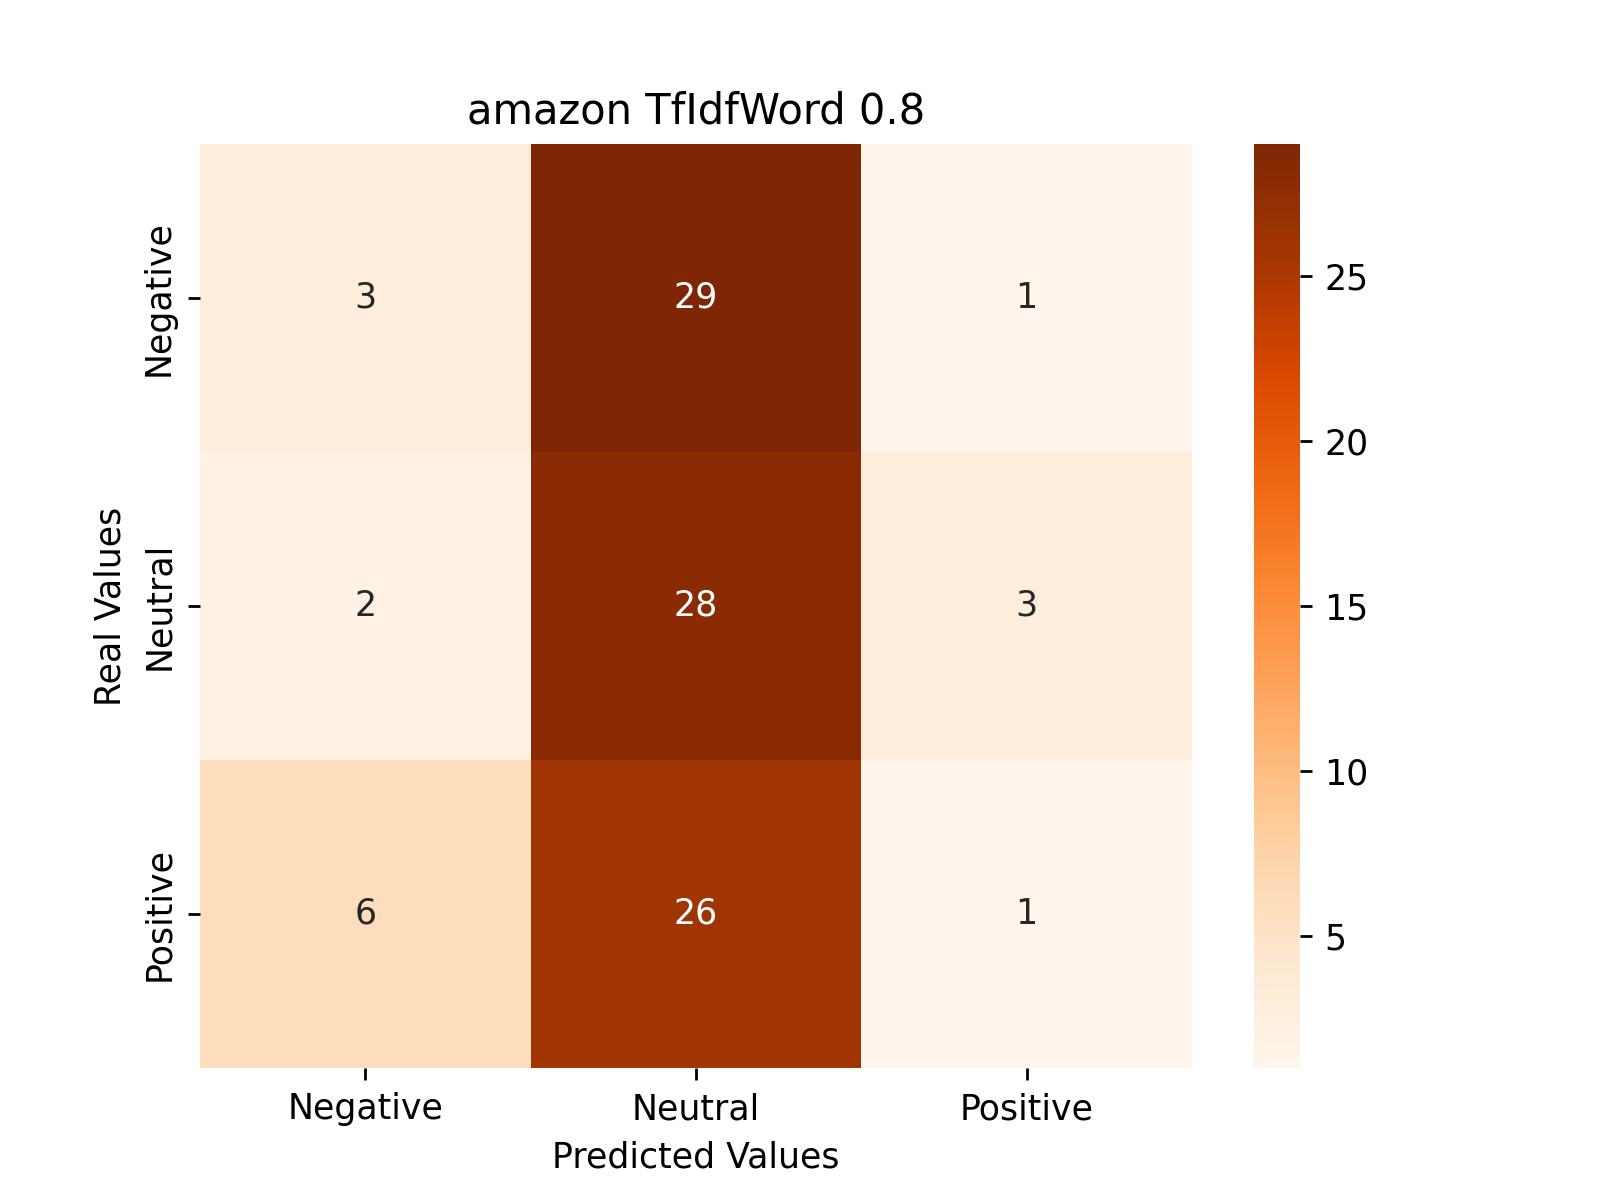 amazon TfIdfWord 0.8
Real Values
Negative
3
29
1
Neutral
2
28
3
Positive
6
26
1
Negative
Neutral
Positive
Predicted Values
25
20
15
10
5